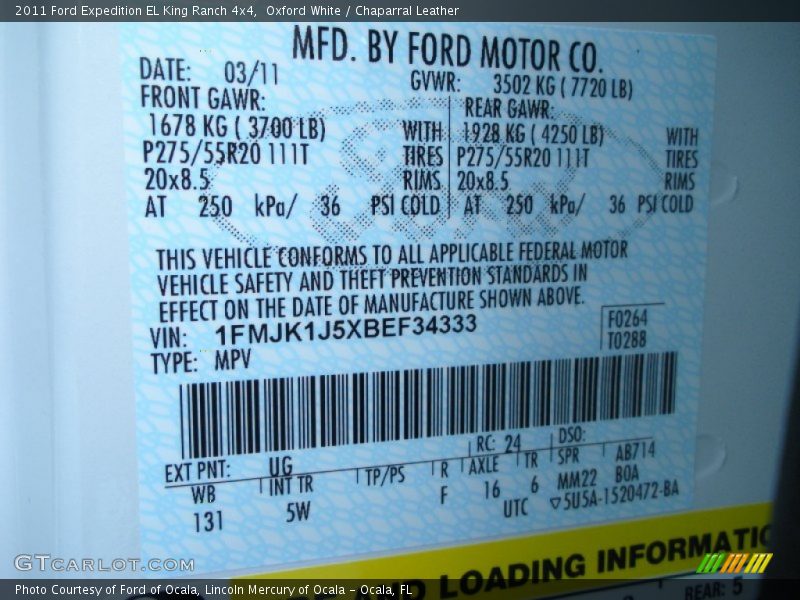 2011 Ford Expedition EL King Ranch 4x4, Oxford White / Chaparral Leather
MFD. BY FORD MOTOR CO.
DATE: 03/11 GVWR: 3502 KG ( 7720 LB)
FRONT GAWR: REAR GAWR:
1678 KG ( 3700 LB) WITH 1928 KG ( 4250 LB) WITH
P275/55R20 111T TIRES P275/55R20 111T TIRES
20x8.5 RIMS 20x8.5 RIMS
AT 250 kPa/ 36 PSI COLD AT 250 kPa/ 36 PSI COLD
THIS VEHICLE CONFORMS TO ALL APPLICABLE FEDERAL MOTOR
VEHICLE SAFETY AND THEFT PREVENTION STANDARDS IN
EFFECT ON THE DATE OF MANUFACTURE SHOWN ABOVE.
VIN: 1FMJK1J5XBEF34333 F0264
TYPE: MPV T0288
EXT PNT: UG RC: 24 DSO:
WB INT TR TP/PS R AXLE TR SPR AB714
131 5W F 16 6 MM22 B0A
UTC ▽5U5A-1520472-BA
AND LOADING INFORMATIO
REAR: 5
GTCARLOT.COM
Photo Courtesy of Ford of Ocala, Lincoln Mercury of Ocala – Ocala, FL